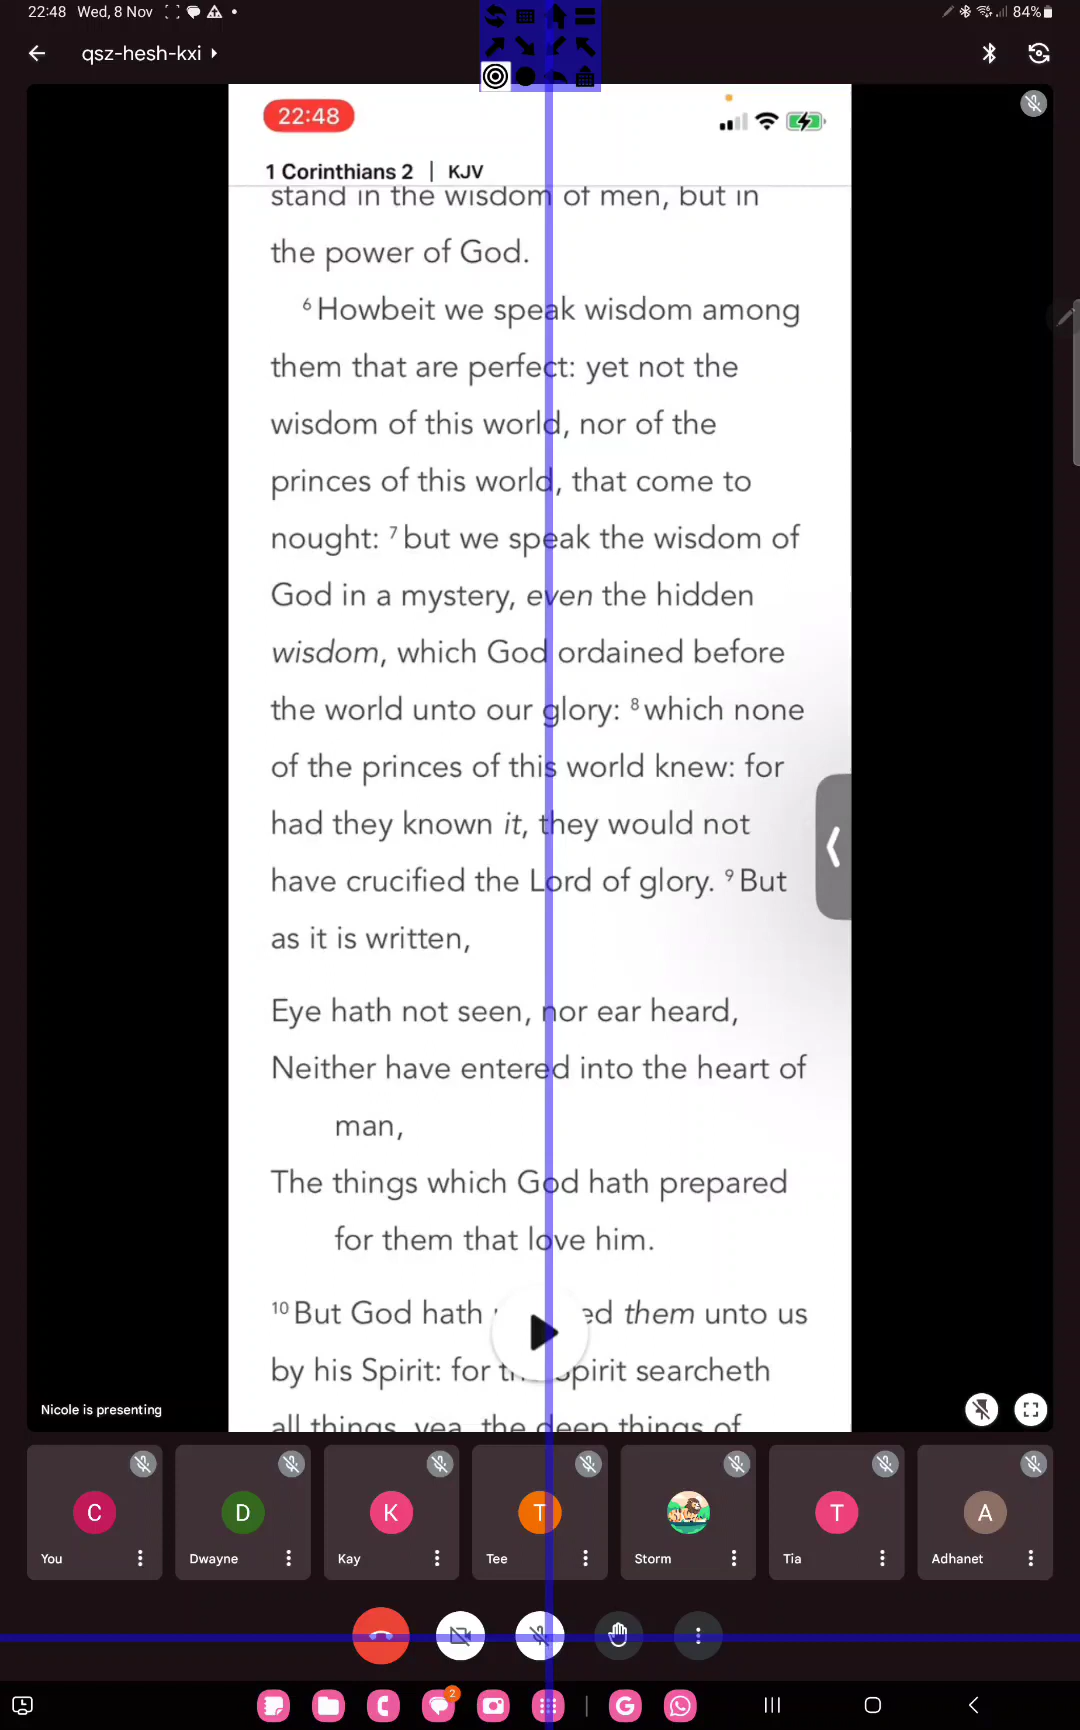 22:48 Wed, 8 Nov
84%
qsz-hesh-kxi
22:48
1 Corinthians 2 | KJV
stand in the wisdom of men, but in
the power of God.
6 Howbeit we speak wisdom among
them that are perfect: yet not the
wisdom of this world, nor of the
princes of this world, that come to
nought: 7 but we speak the wisdom of
God in a mystery, even the hidden
wisdom, which God ordained before
the world unto our glory: 8 which none
of the princes of this world knew: for
had they known it, they would not
have crucified the Lord of glory. 9 But
as it is written,
Eye hath not seen, nor ear heard,
Neither have entered into the heart of
man,
The things which God hath prepared
for them that love him.
10 But God hath them unto us
by his Spirit: for Spirit searcheth
all things, yea, the deep things of
Nicole is presenting
C D K T T A
You Dwayne Kay Tee Storm Tia Adhanet
2
G